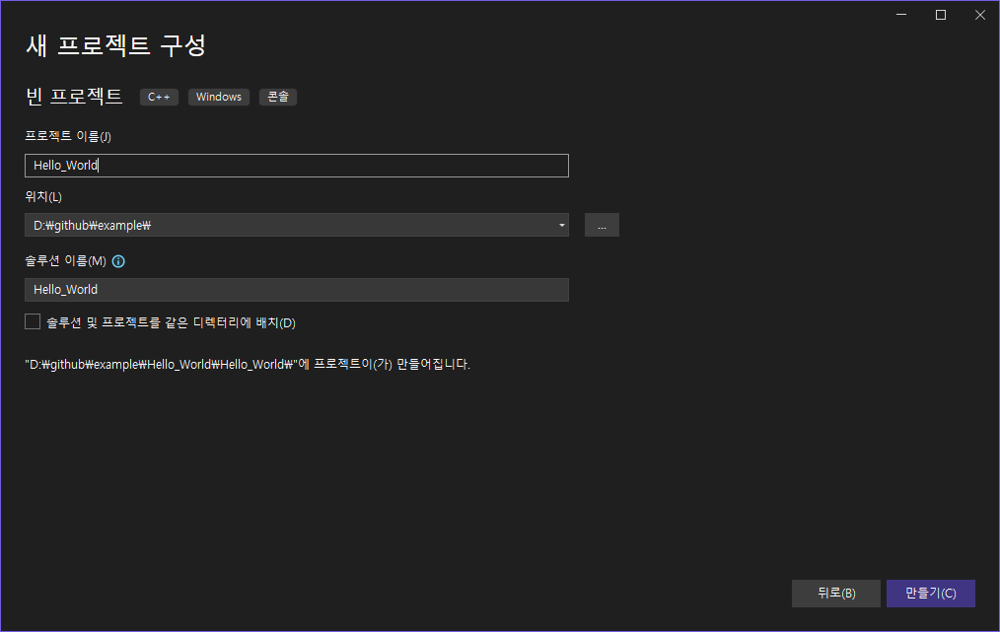 새 프로젝트 구성
빈 프로젝트 C++ Windows 콘솔
프로젝트 이름(J)
Hello_World
위치(L)
D:₩github₩example₩ ...
솔루션 이름(M)
Hello_World
솔루션 및 프로젝트를 같은 디렉터리에 배치(D)
"D:₩github₩example₩Hello_World₩Hello_World₩"에 프로젝트이(가) 만들어집니다.
뒤로(B) 만들기(C)